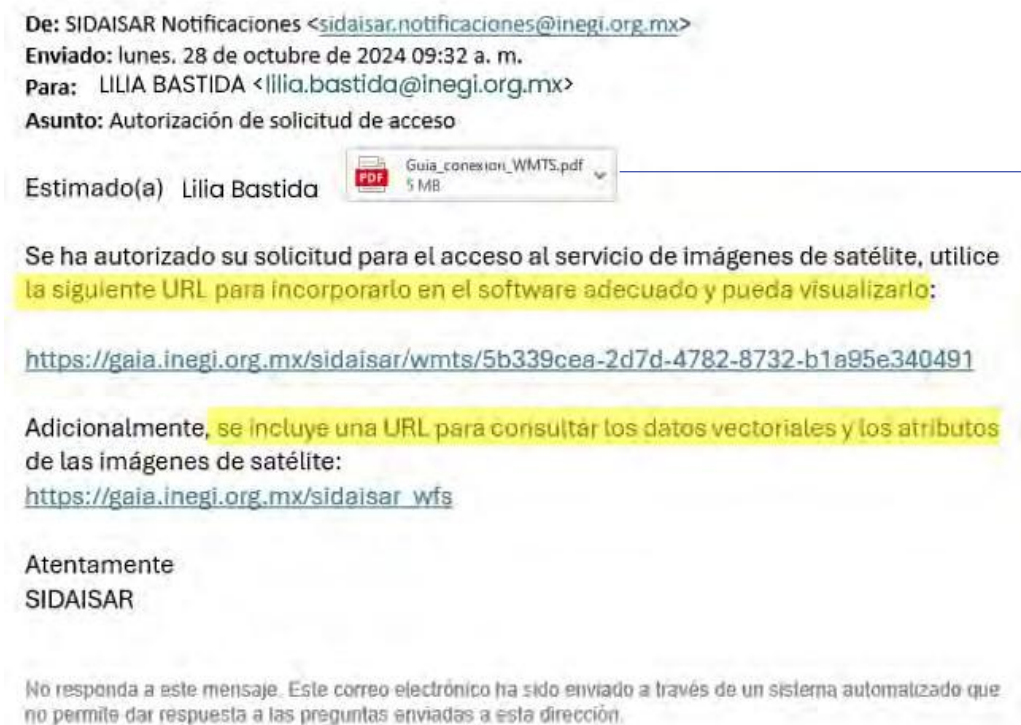 De: SIDAISAR Notificaciones <sidaisar.notificaciones@inegi.org.mx>
Enviado: lunes. 28 de octubre de 2024 09:32 a. m.
Para: LILIA BASTIDA <lilia.bastida@inegi.org.mx>
Asunto: Autorización de solicitud de acceso
Estimado(a) Lilia Bastida
PDF
Guia_conexion_WMTS.pdf
5 MB
Se ha autorizado su solicitud para el acceso al servicio de imágenes de satélite, utilice
la siguiente URL para incorporarlo en el software adecuado y pueda visualizarlo:
https://gaia.inegi.org.mx/sidaisar/wmts/5b339cea-2d7d-4782-8732-b1a95e340491
Adicionalmente, se incluye una URL para consultar los datos vectoriales y los atributos
de las imágenes de satélite:
https://gaia.inegi.org.mx/sidaisar_wfs
Atentamente
SIDAISAR
No responda a este mensaje. Este correo electrónico ha sido enviado a través de un sistema automatizado que
no permite dar respuesta a las preguntas enviadas a esta dirección.